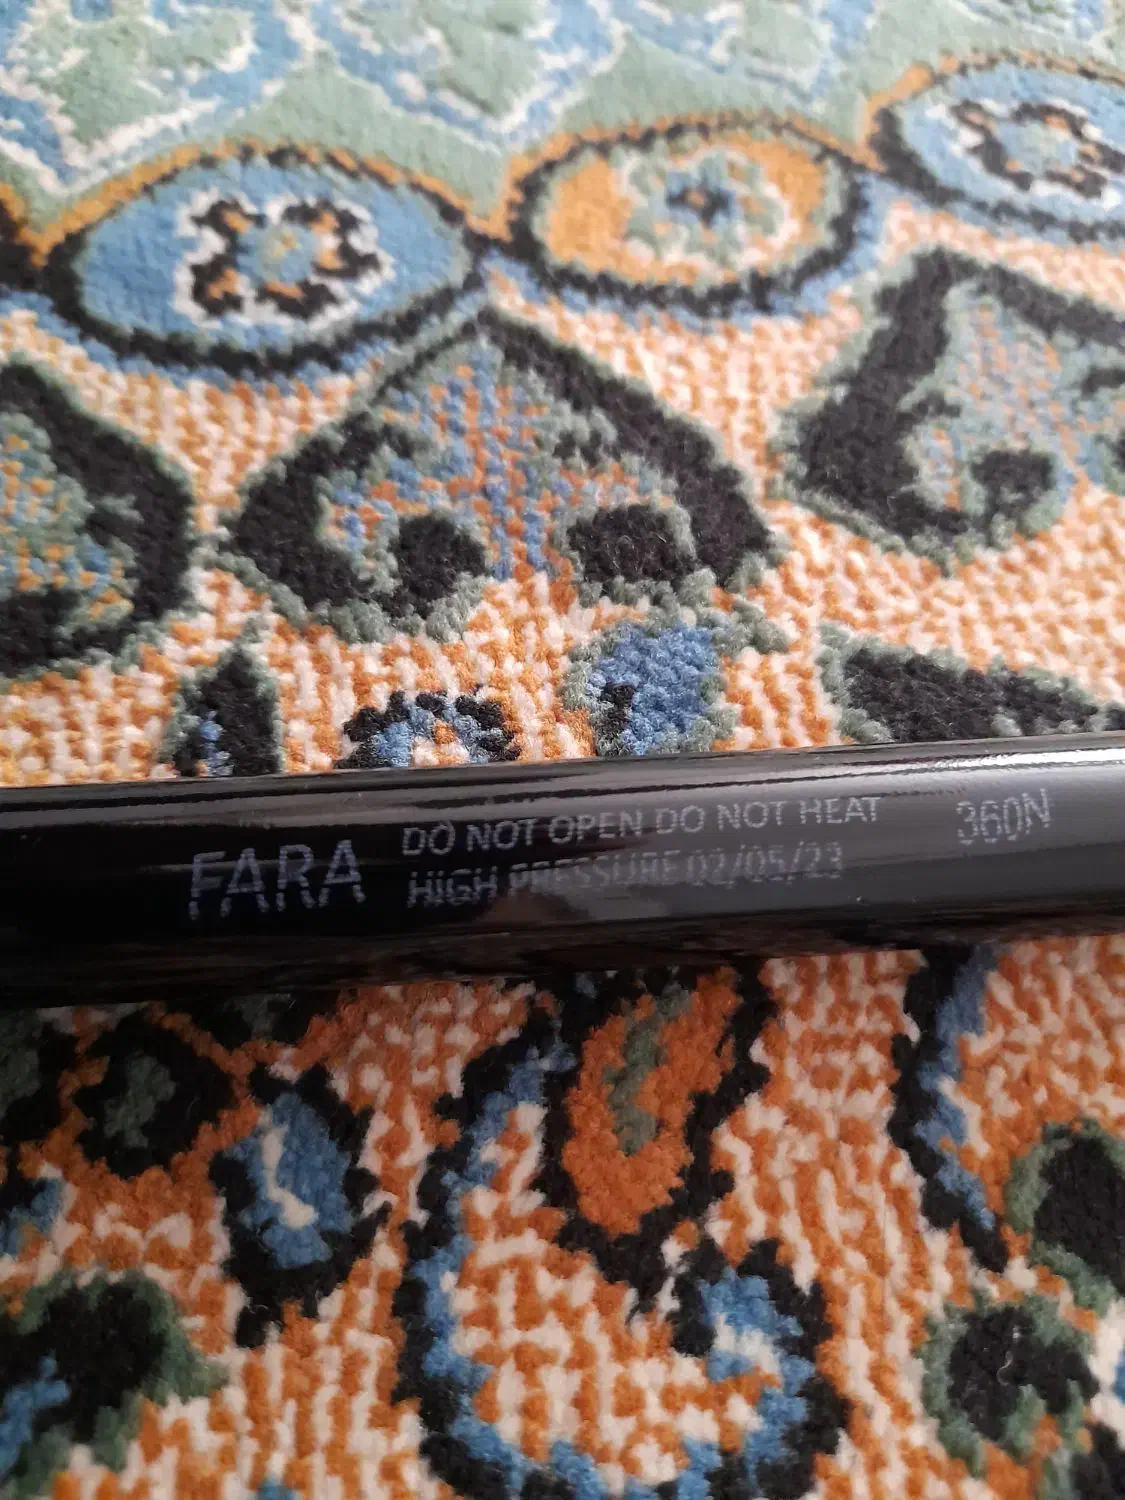 FARA
DO NOT OPEN DO NOT HEAT
HIGH PRESSURE 02/05/23
360N